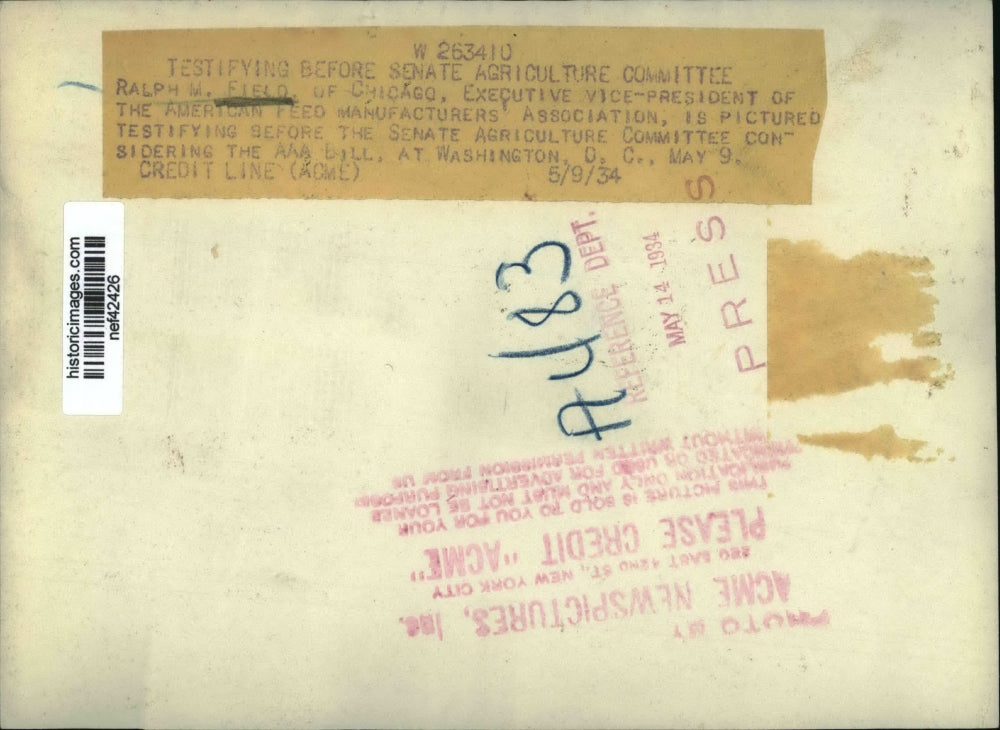 W 263410
TESTIFYING BEFORE SENATE AGRICULTURE COMMITTEE
RALPH M. FIELD, OF CHICAGO, EXECUTIVE VICE-PRESIDENT OF
THE AMERICAN FEED MANUFACTURERS' ASSOCIATION, IS PICTURED
TESTIFYING BEFORE THE SENATE AGRICULTURE COMMITTEE CON-
SIDERING THE AAA BILL, AT WASHINGTON, D. C., MAY 9.
CREDIT LINE (ACME) 5/9/34
historicimages.com
nef42426
A483
REFERENCE DEPT.
MAY 14 1934
PRESS
PHOTO BY
ACME NEWSPICTURES, Inc.
220 EAST 42ND ST., NEW YORK CITY
PLEASE CREDIT "ACME"
THIS PICTURE IS SOLD TO YOU FOR YOUR
PUBLICATION ONLY AND MUST NOT BE LOANED
OR USED FOR ADVERTISING PURPOSES
WITHOUT WRITTEN PERMISSION FROM US